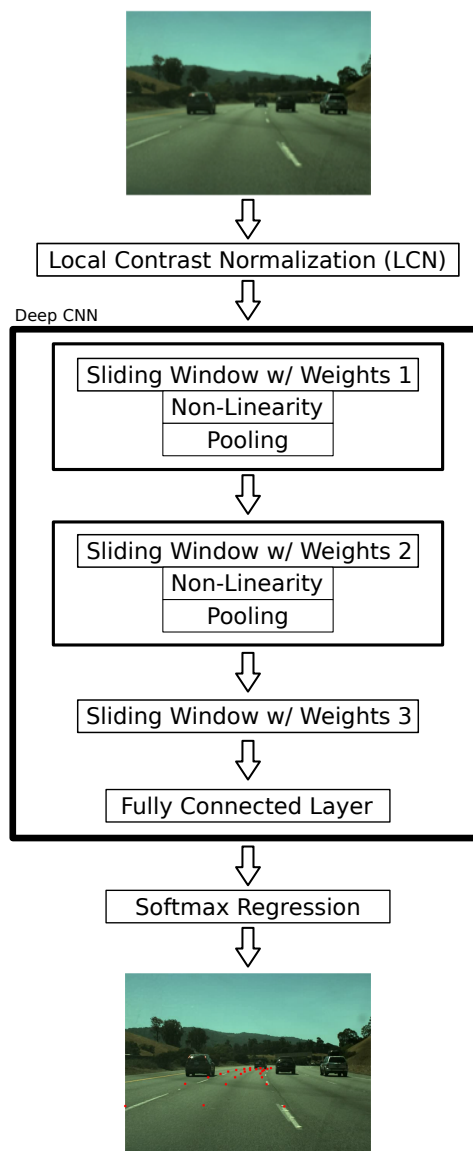 Local Contrast Normalization (LCN)
Deep CNN
Sliding Window w/ Weights 1
Non-Linearity
Pooling
Sliding Window w/ Weights 2
Non-Linearity
Pooling
Sliding Window w/ Weights 3
Fully Connected Layer
Softmax Regression